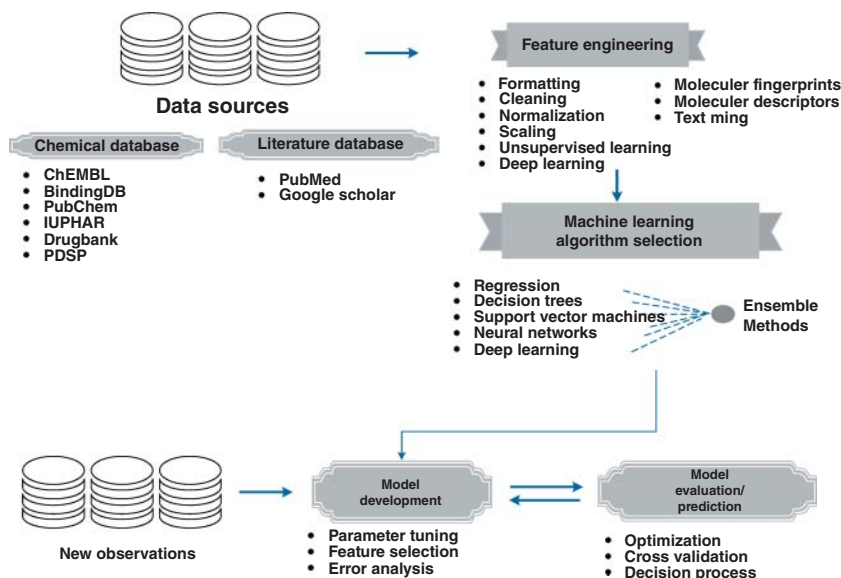 Data sources
Chemical database
• ChEMBL
• BindingDB
• PubChem
• IUPHAR
• Drugbank
• PDSP
Literature database
• PubMed
• Google scholar
Feature engineering
• Formatting
• Cleaning
• Normalization
• Scaling
• Unsupervised learning
• Deep learning
• Moleculer fingerprints
• Moleculer descriptors
• Text ming
Machine learning
algorithm selection
• Regression
• Decision trees
• Support vector machines
• Neural networks
• Deep learning
Ensemble
Methods
New observations
Model
development
• Parameter tuning
• Feature selection
• Error analysis
Model
evaluation/
prediction
• Optimization
• Cross validation
• Decision process